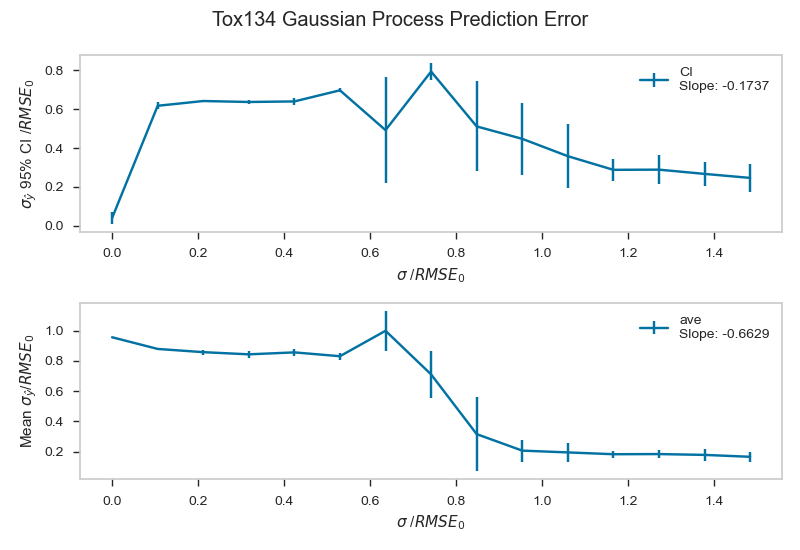 Tox134 Gaussian Process Prediction Error
σŷ 95% CI /RMSE₀
0.8
0.6
0.4
0.2
0.0
CI
Slope: -0.1737
0.0 0.2 0.4 0.6 0.8 1.0 1.2 1.4
σ /RMSE₀
Mean σŷ/RMSE₀
1.0
0.8
0.6
0.4
0.2
ave
Slope: -0.6629
0.0 0.2 0.4 0.6 0.8 1.0 1.2 1.4
σ /RMSE₀